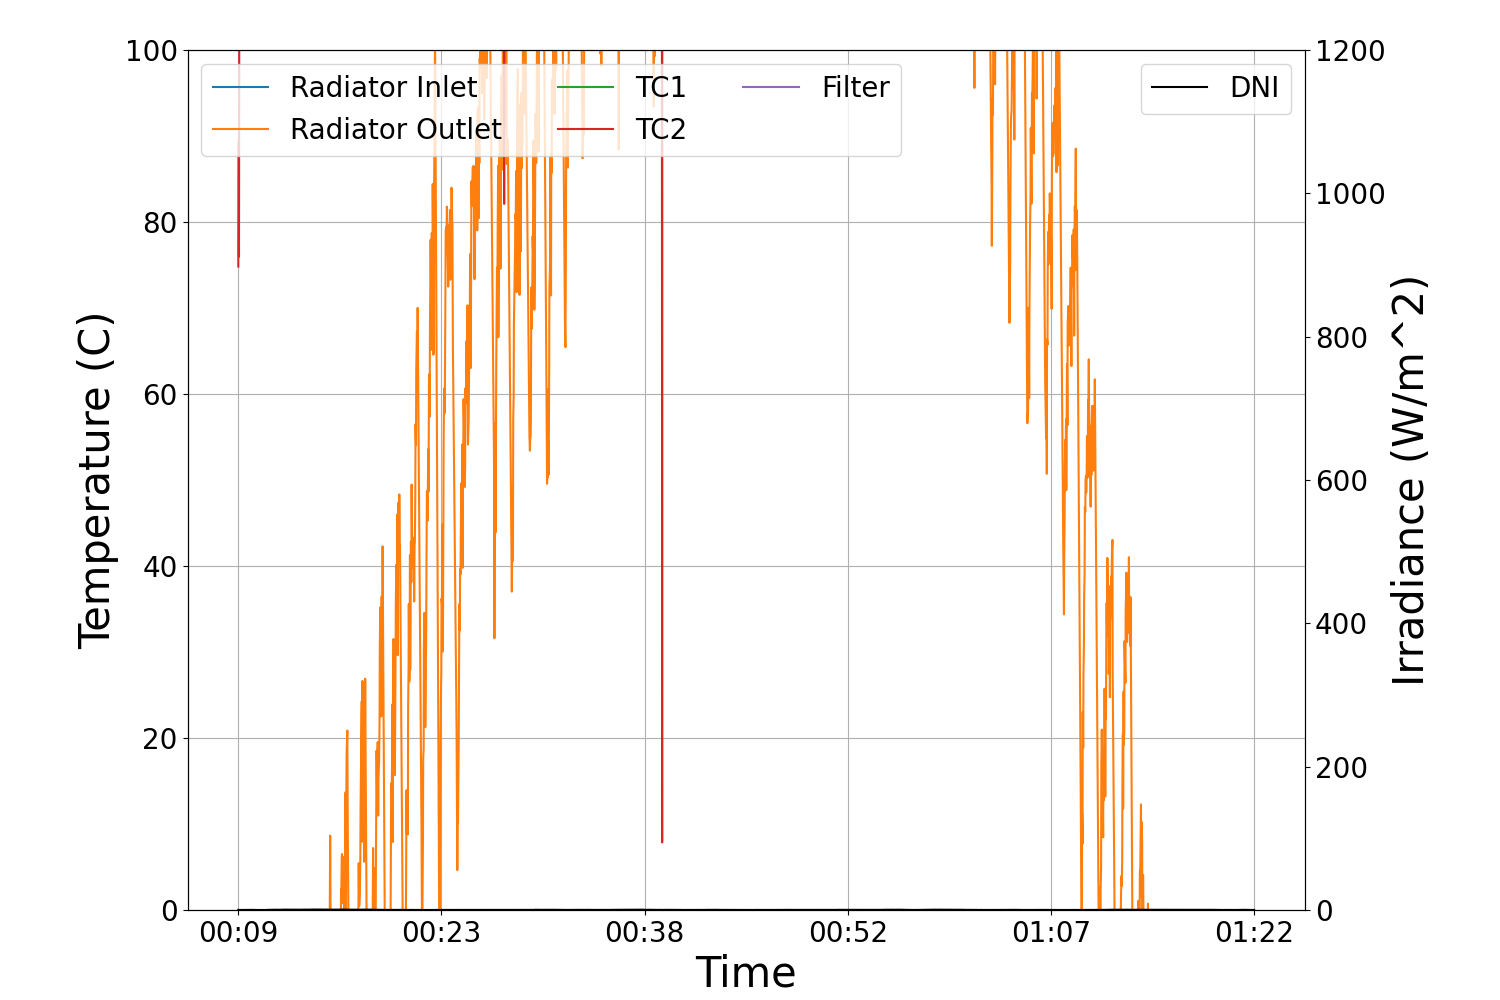 100
80
60
40
20
0
Temperature (C)
Radiator Inlet
Radiator Outlet
TC1
TC2
Filter
DNI
1200
1000
800
600
400
200
0
Irradiance (W/m^2)
00:09 00:23 00:38 00:52 01:07 01:22
Time